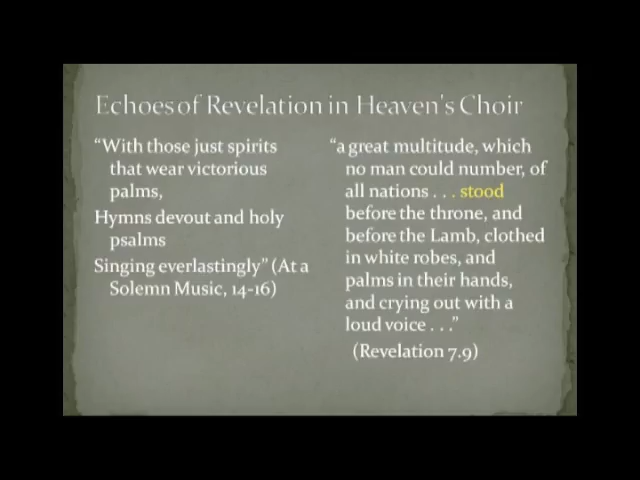 Echoes of Revelation in Heaven's Choir
“With those just spirits
that wear victorious
palms,
Hymns devout and holy
psalms
Singing everlastingly” (At a
Solemn Music, 14-16)
“a great multitude, which
no man could number, of
all nations . . . stood
before the throne, and
before the Lamb, clothed
in white robes, and
palms in their hands,
and crying out with a
loud voice . . .”
(Revelation 7.9)